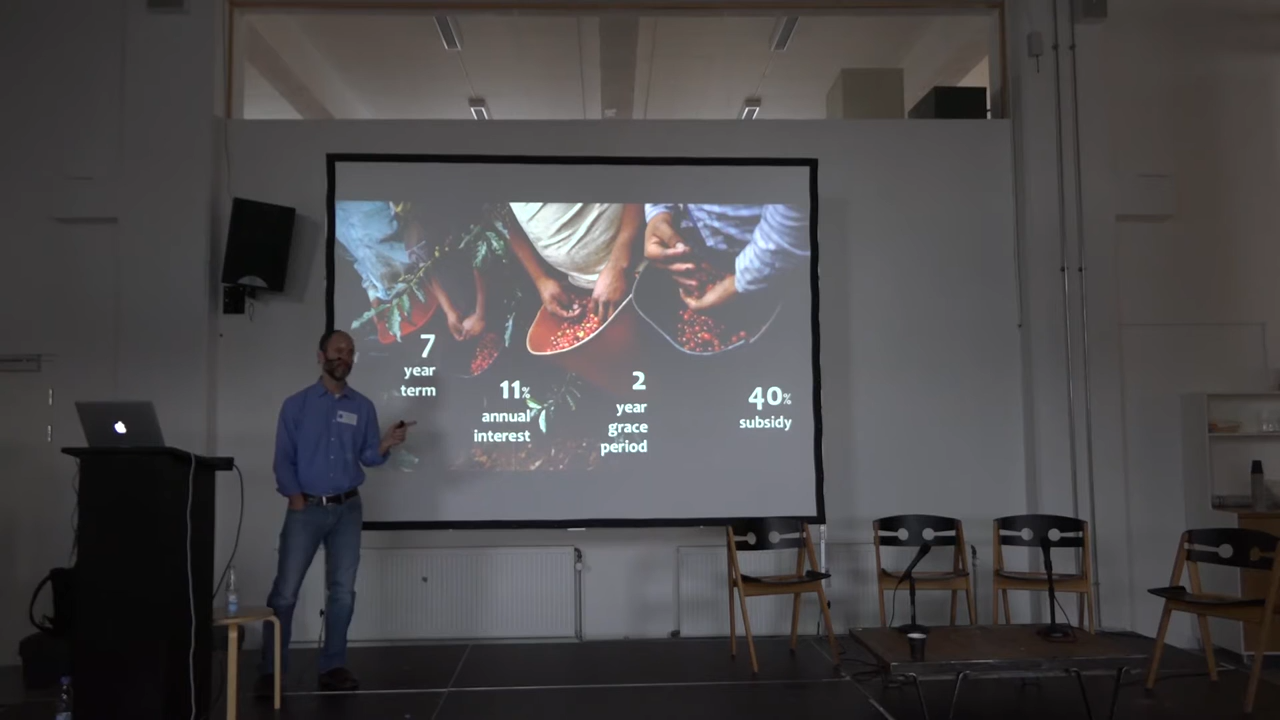 7
year
term
11%
annual
interest
2
year
grace
period
40%
subsidy